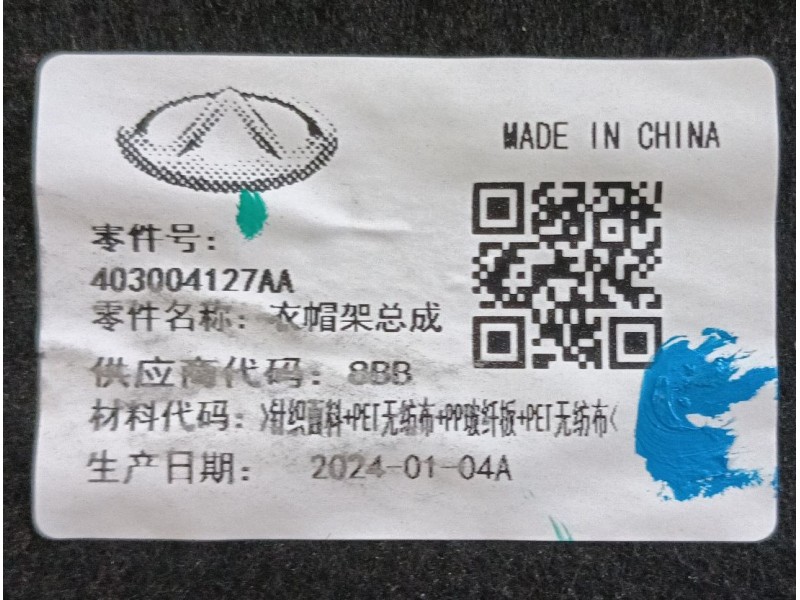 MADE IN CHINA
零件号：
403004127AA
零件名称：衣帽架总成
供应商代码：8BB
材料代码：>针织面料+PET无纺布+PP玻纤板+PET无纺布<
生产日期： 2024-01-04A